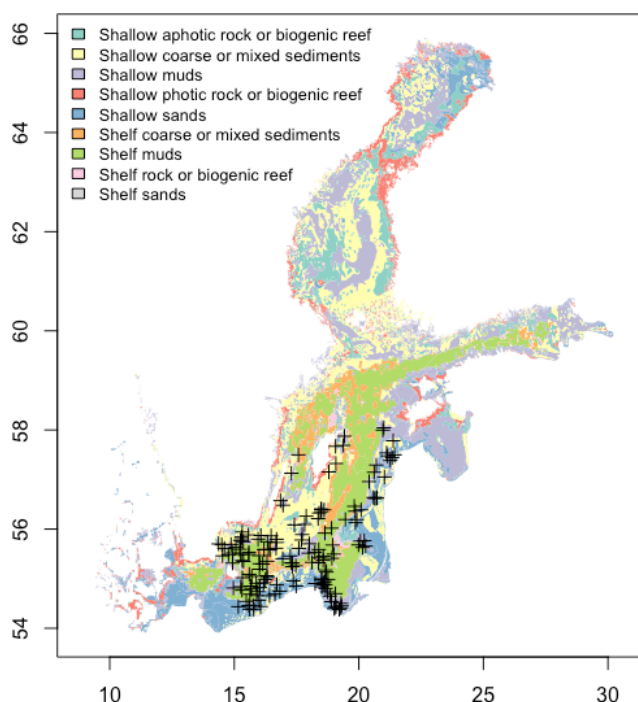 66
64
62
60
58
56
54
Shallow aphotic rock or biogenic reef
Shallow coarse or mixed sediments
Shallow muds
Shallow photic rock or biogenic reef
Shallow sands
Shelf coarse or mixed sediments
Shelf muds
Shelf rock or biogenic reef
Shelf sands
10 15 20 25 30